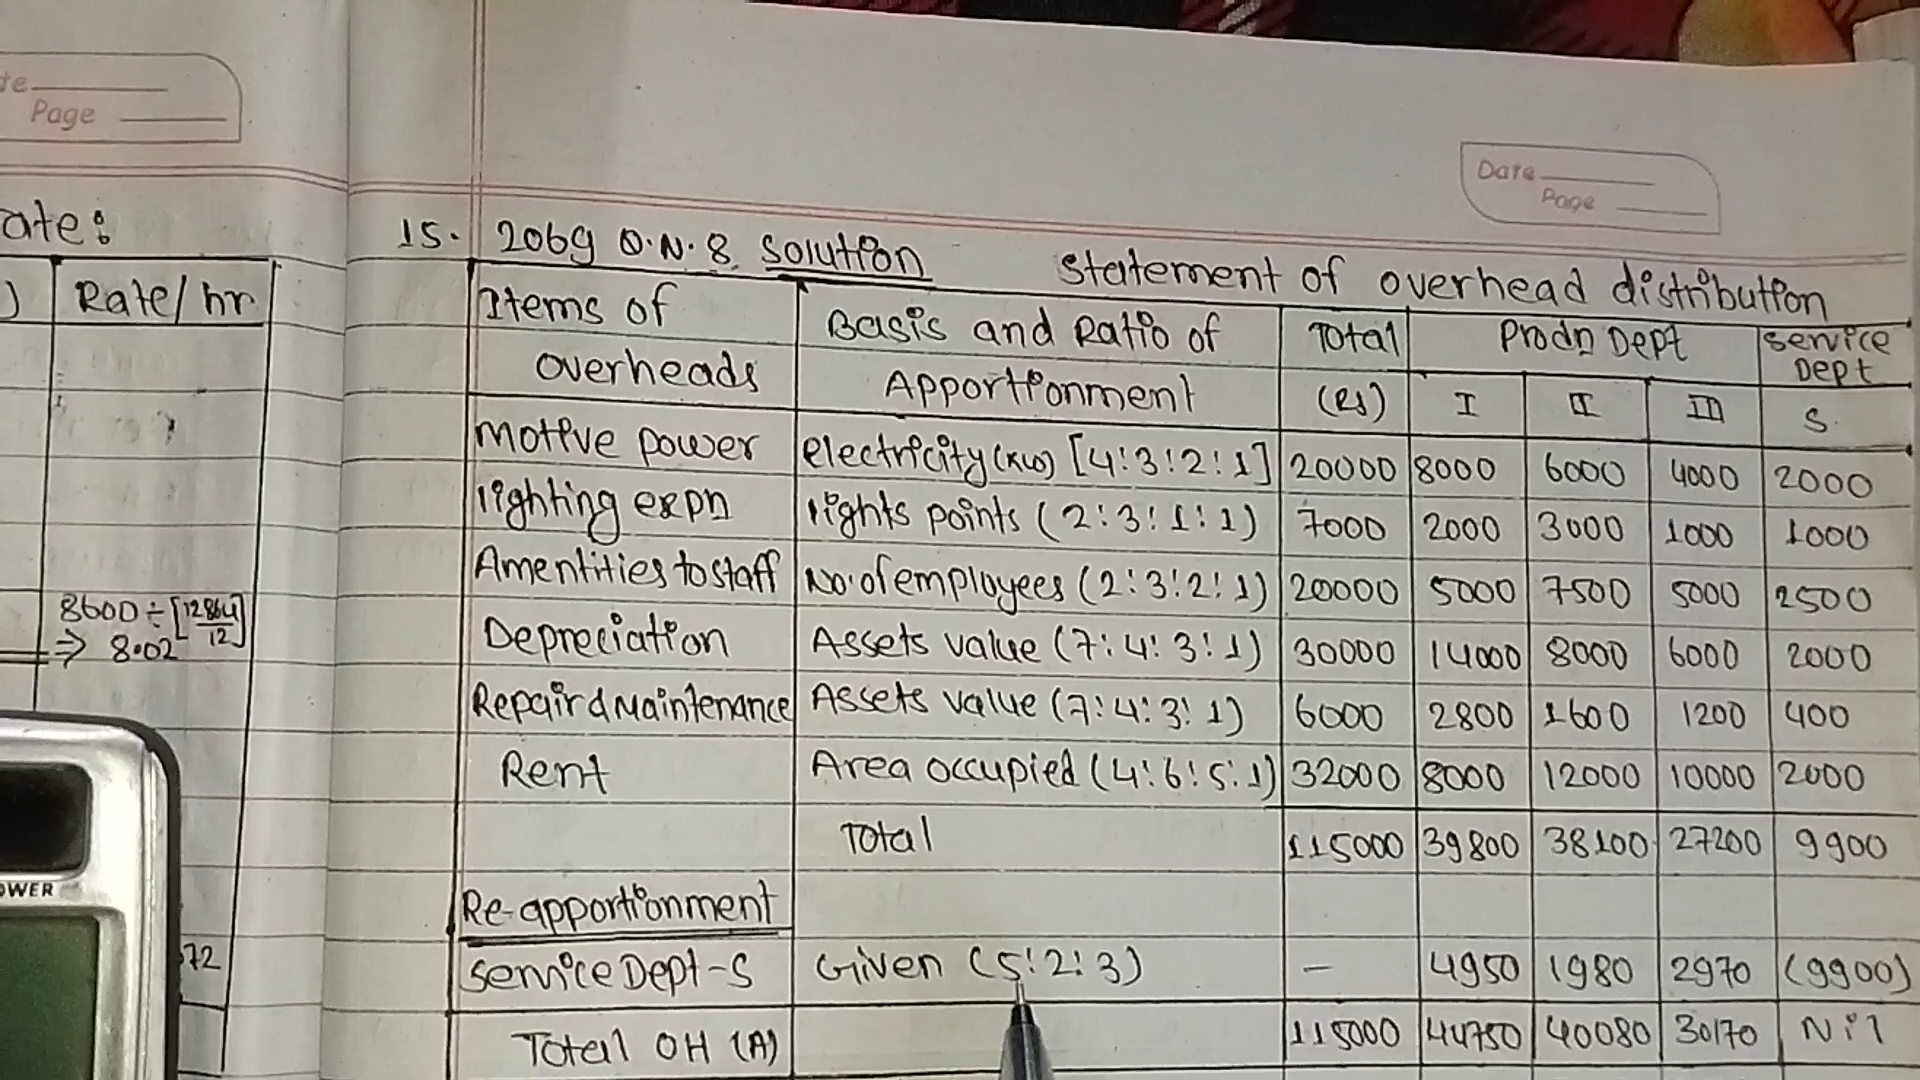 te
Page
ate:
) Rate/hr
8600 ÷ [12864/12]
⇒ 8.02
OWER
72
Date
Page
15. 2069 Q.N.8. Solution Statement of overhead distribution
Items of overheads Basis and Ratio of Apportionment Total (RS) Prodn Dept Service Dept
I II III S.
Motive power electricity (KW) [4:3:2:1] 20000 8000 6000 4000 2000
lighting expn lights points (2:3:1:1) 7000 2000 3000 1000 1000
Amentities to staff No. of employees (2:3:2:1) 20000 5000 7500 5000 2500
Depreciation Assets value (7:4:3:1) 30000 14000 8000 6000 2000
Repair & Maintenance Assets value (7:4:3:1) 6000 2800 1600 1200 400
Rent Area occupied (4:6:5:1) 32000 8000 12000 10000 2000
Total 115000 39800 38100 27200 9900
Re-apportionment
Service Dept-S Given (5:2:3) – 4950 1980 2970 (9900)
Total OH (A) 115000 44750 40080 30170 Nil